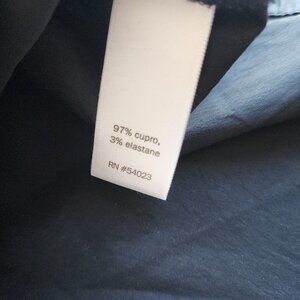 97% cupro,
3% elastane
RN #54023